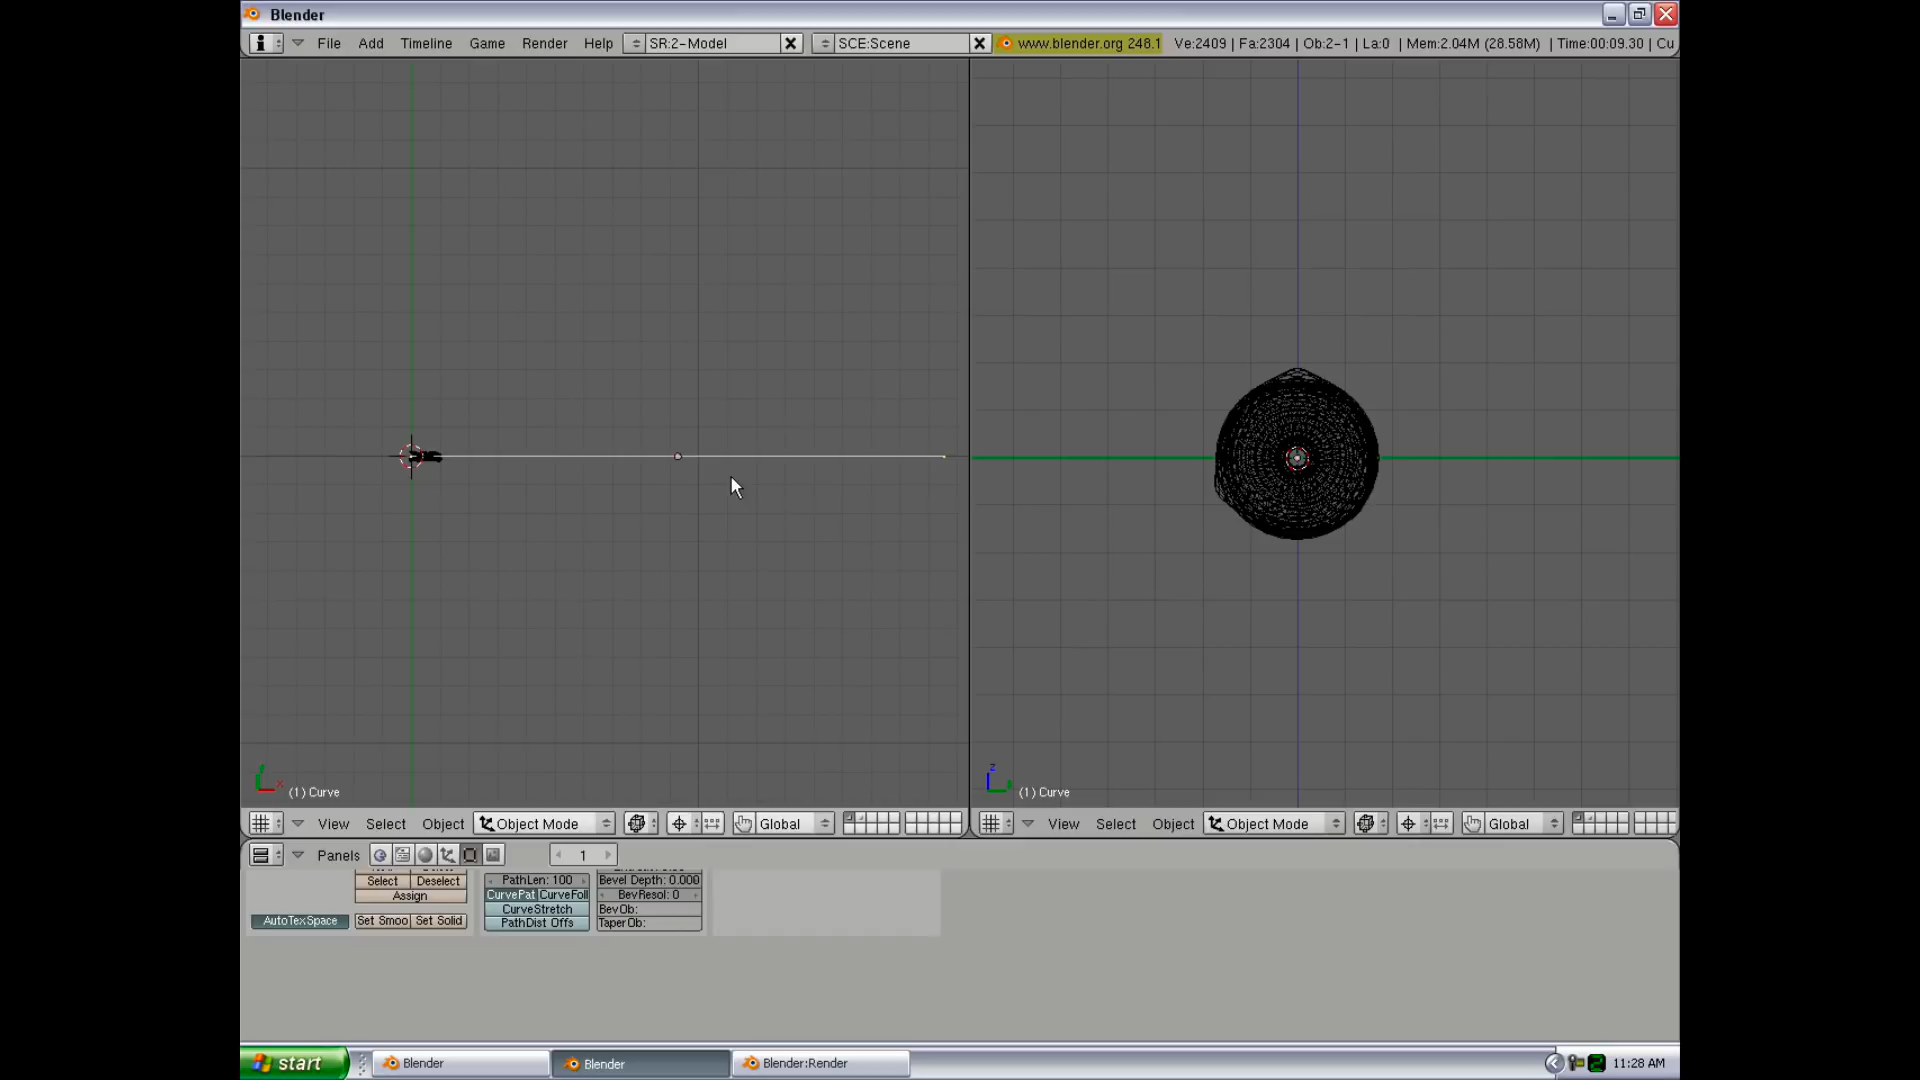 Blender
File Add Timeline Game Render Help SR:2-Model SCE:Scene www.blender.org 248.1 Ve:2409 | Fa:2304 | Ob:2-1 | La:0 | Mem:2.04M (28.58M) | Time:00:09.30 | Cu
x
(1) Curve
z
(1) Curve
View Select Object Object Mode Global
View Select Object Object Mode Global
Panels 1
Select Deselect PathLen: 100 Bevel Depth: 0.000
Assign CurvePat CurveFoll BevResol: 0
CurveStretch BevOb:
AutoTexSpace Set Smoo Set Solid PathDist Offs TaperOb:
start Blender Blender Blender:Render 11:28 AM